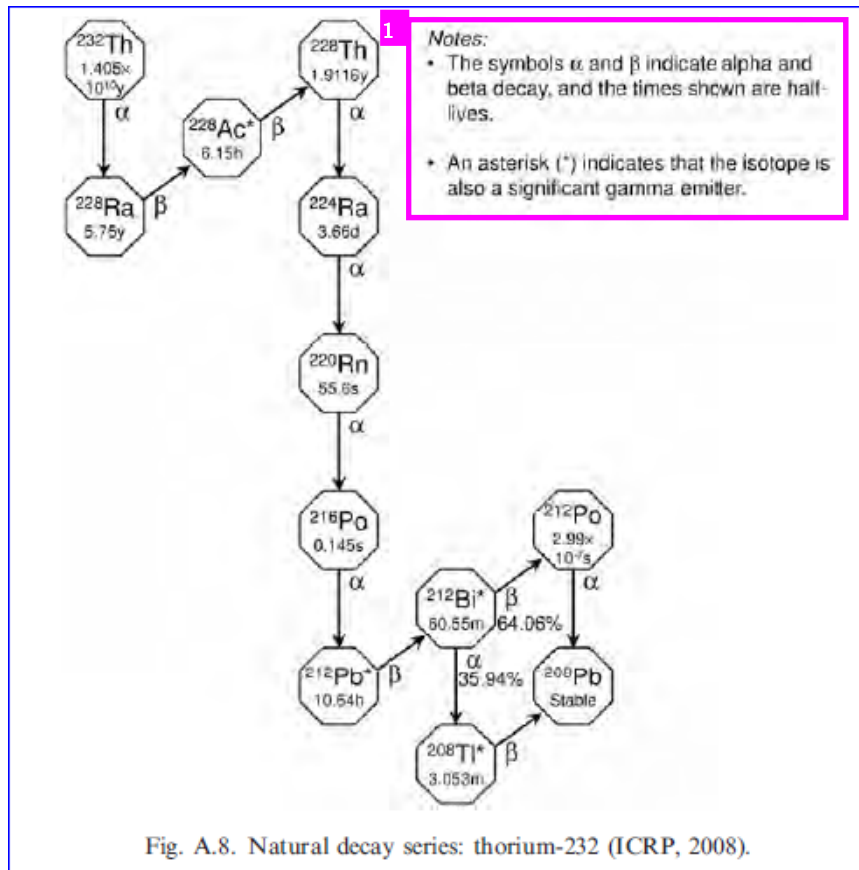 232Th
1.405×
10¹⁰y
α
228Ra
5.75y
β
228Ac*
6.15h
β
228Th
1.9116y
α
224Ra
3.66d
α
220Rn
55.6s
α
216Po
0.145s
α
212Pb*
10.64h
β
212Bi*
60.55m
β
64.06%
α
35.94%
212Po
2.99×
10⁻⁷s
α
208Tl*
3.053m
β
208Pb
Stable
1
Notes:
• The symbols α and β indicate alpha and
beta decay, and the times shown are half-
lives.
• An asterisk (*) indicates that the isotope is
also a significant gamma emitter.
Fig. A.8. Natural decay series: thorium-232 (ICRP, 2008).